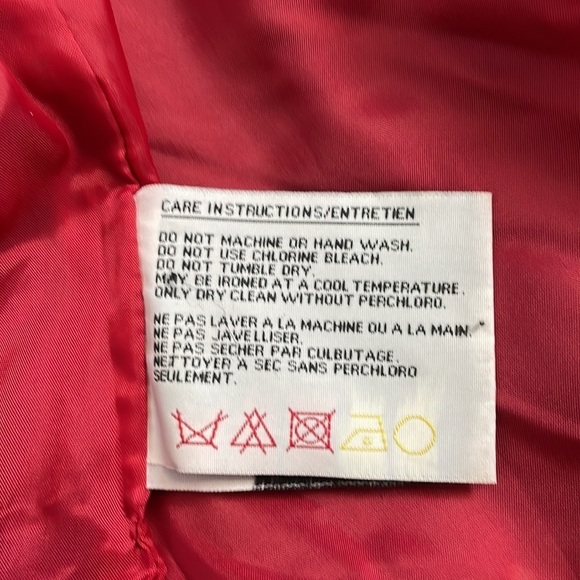 CARE INSTRUCTIONS/ENTRETIEN
DO NOT MACHINE OR HAND WASH.
DO NOT USE CHLORINE BLEACH.
DO NOT TUMBLE DRY.
MAY BE IRONED AT A COOL TEMPERATURE.
ONLY DRY CLEAN WITHOUT PERCHLORO.
NE PAS LAVER A LA MACHINE OU A LA MAIN.
NE PAS JAVELLISER.
NE PAS SECHER PAR CULBUTAGE.
NETTOYER A SEC SANS PERCHLORO
SEULEMENT.